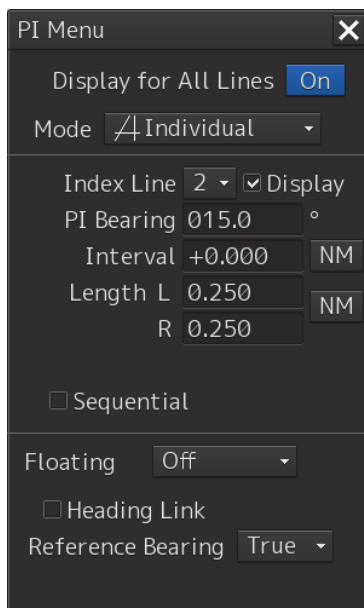 PI Menu
Display for All Lines On
Mode Individual
Index Line 2 Display
PI Bearing 015.0 °
Interval +0.000 NM
Length L 0.250 NM
R 0.250
Sequential
Floating Off
Heading Link
Reference Bearing True